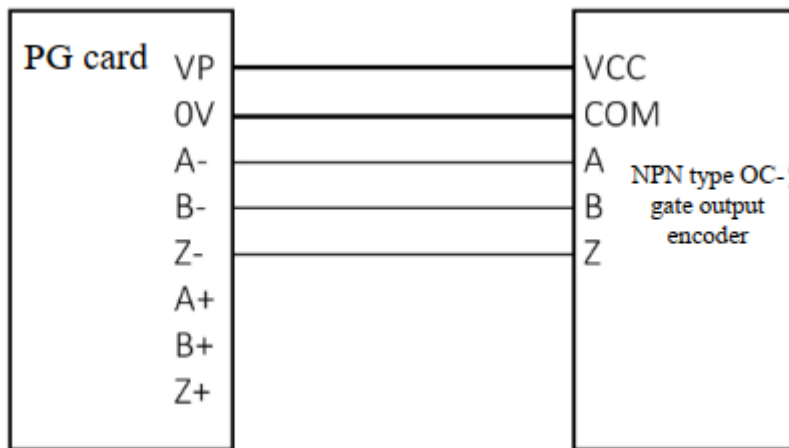 PG card
VP
VCC
0V
COM
A-
A
B-
B
Z-
Z
NPN type OC-
gate output
encoder
A+
B+
Z+